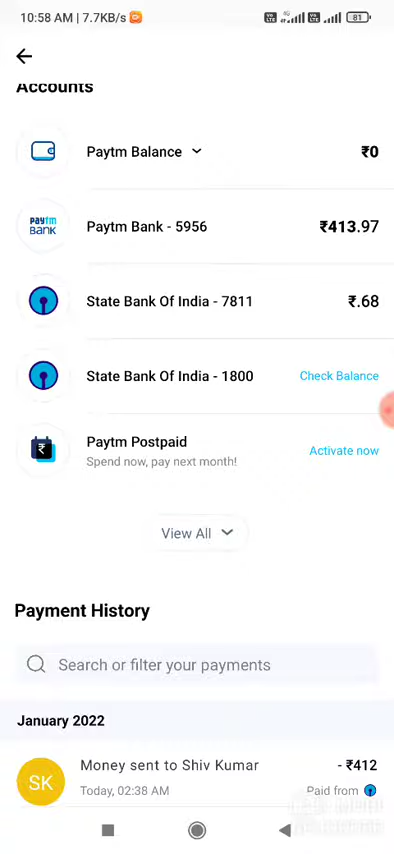 10:58 AM | 7.7KB/s
81
Accounts
Paytm Balance ₹0
paytm
BANK
Paytm Bank - 5956 ₹413.97
State Bank Of India - 7811 ₹.68
State Bank Of India - 1800 Check Balance
Paytm Postpaid
Spend now, pay next month! Activate now
View All
Payment History
Search or filter your payments
January 2022
SK Money sent to Shiv Kumar - ₹412
Today, 02:38 AM Paid from